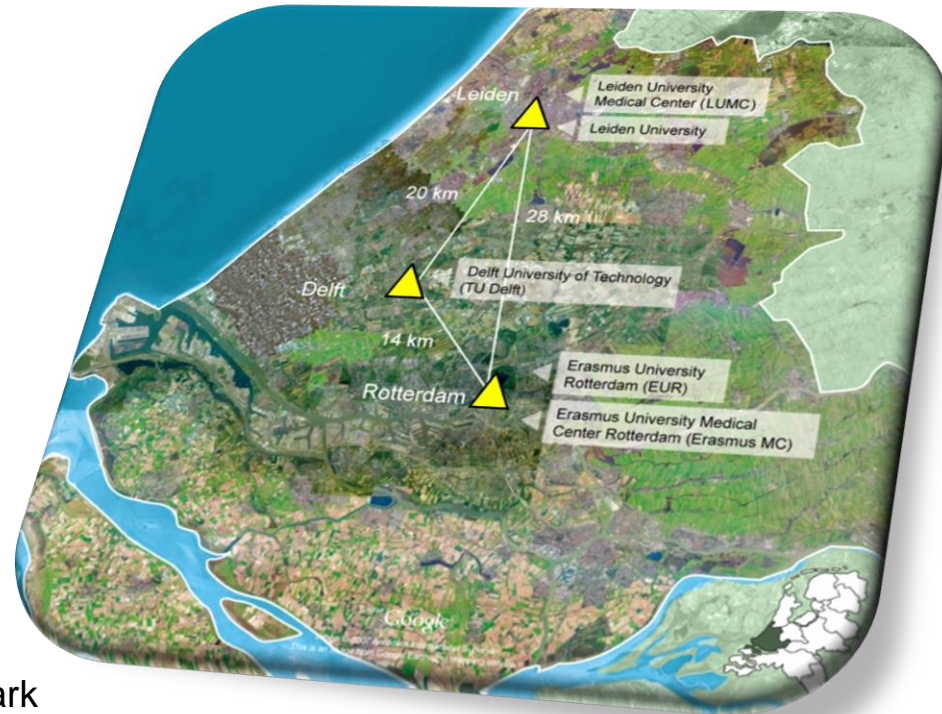 Leiden
Leiden University
Medical Center (LUMC)
Leiden University
20 km
28 km
Delft
Delft University of Technology
(TU Delft)
14 km
Rotterdam
Erasmus University
Rotterdam (EUR)
Erasmus University Medical
Center Rotterdam (Erasmus MC)
Google
ark